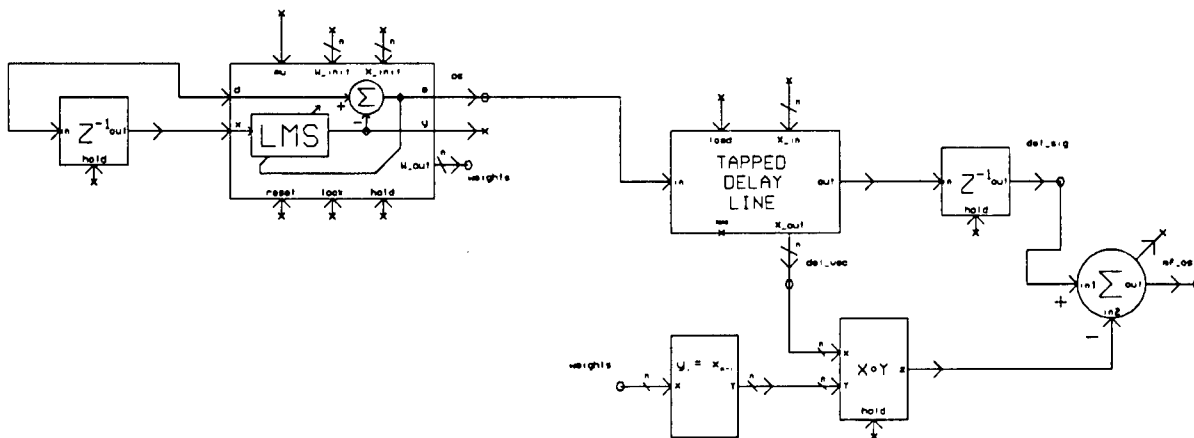 mu
W_init
X_init
n
n
d
e
os
+
Σ
−
in
Z⁻¹
out
hold
x
LMS
y
n
W_out
weights
reset
lock
hold
n
load
X_in
TAPPED
DELAY
LINE
in
out
X_out
n
del_vec
in
Z⁻¹
out
hold
del_sig
in1
Σ
out
in2
+
−
mf_os
weights
n
X
Y
n
n
X
n
Y
X∘Y
z
hold